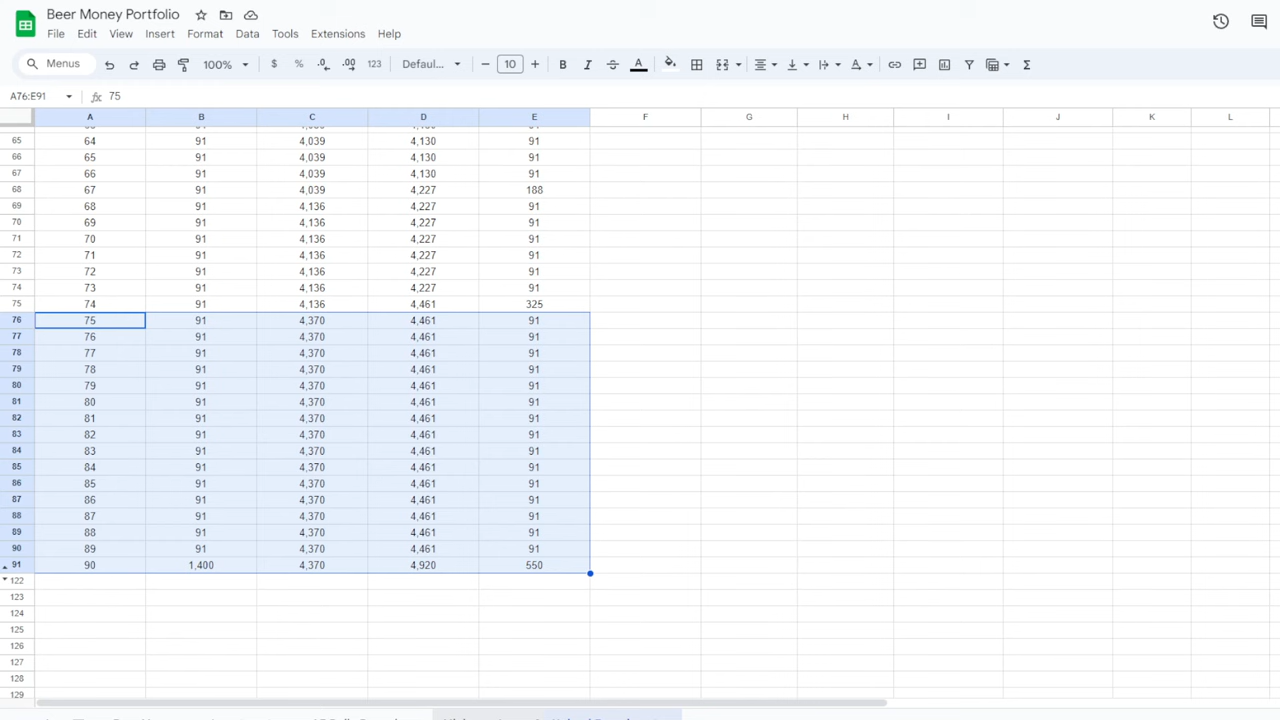 Beer Money Portfolio
File Edit View Insert Format Data Tools Extensions Help
Menus 100% $ % .0 .00 123 Defaul... 10 B I A Σ
A76:E91 fx 75
A B C D E F G H I J K L
65 64 91 4,039 4,130 91
66 65 91 4,039 4,130 91
67 66 91 4,039 4,130 91
68 67 91 4,039 4,227 188
69 68 91 4,136 4,227 91
70 69 91 4,136 4,227 91
71 70 91 4,136 4,227 91
72 71 91 4,136 4,227 91
73 72 91 4,136 4,227 91
74 73 91 4,136 4,227 91
75 74 91 4,136 4,461 325
76 75 91 4,370 4,461 91
77 76 91 4,370 4,461 91
78 77 91 4,370 4,461 91
79 78 91 4,370 4,461 91
80 79 91 4,370 4,461 91
81 80 91 4,370 4,461 91
82 81 91 4,370 4,461 91
83 82 91 4,370 4,461 91
84 83 91 4,370 4,461 91
85 84 91 4,370 4,461 91
86 85 91 4,370 4,461 91
87 86 91 4,370 4,461 91
88 87 91 4,370 4,461 91
89 88 91 4,370 4,461 91
90 89 91 4,370 4,461 91
91 90 1,400 4,370 4,920 550
122
123
124
125
126
127
128
129